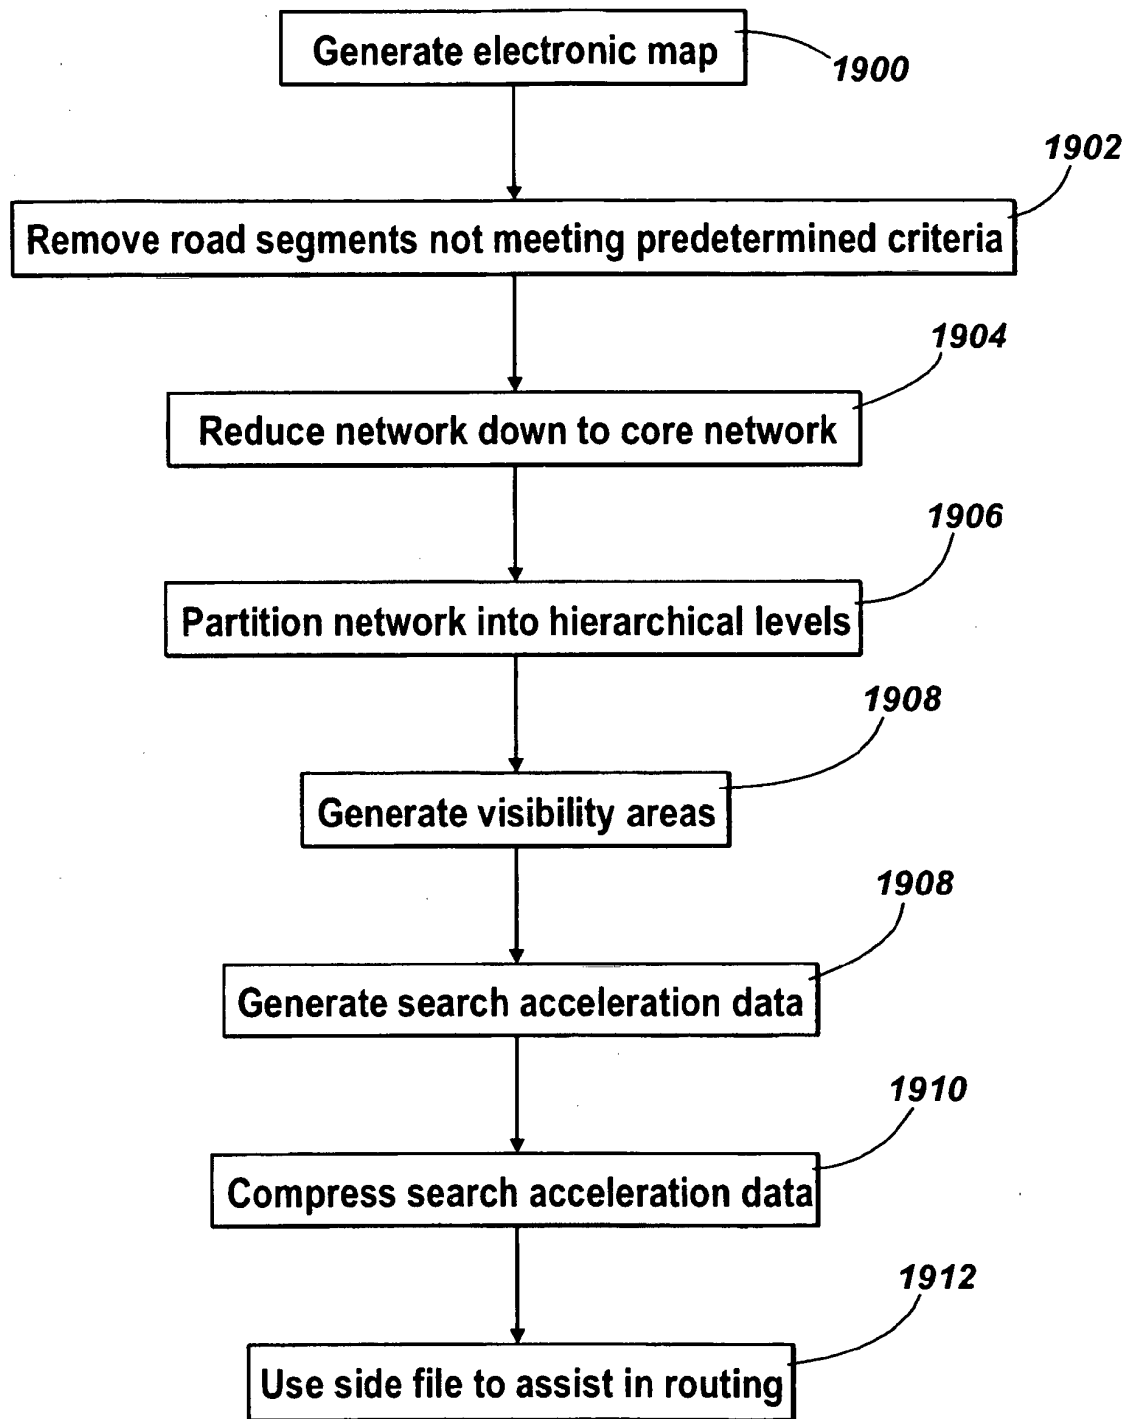 Generate electronic map
1900
1902
Remove road segments not meeting predetermined criteria
1904
Reduce network down to core network
1906
Partition network into hierarchical levels
1908
Generate visibility areas
1908
Generate search acceleration data
1910
Compress search acceleration data
1912
Use side file to assist in routing